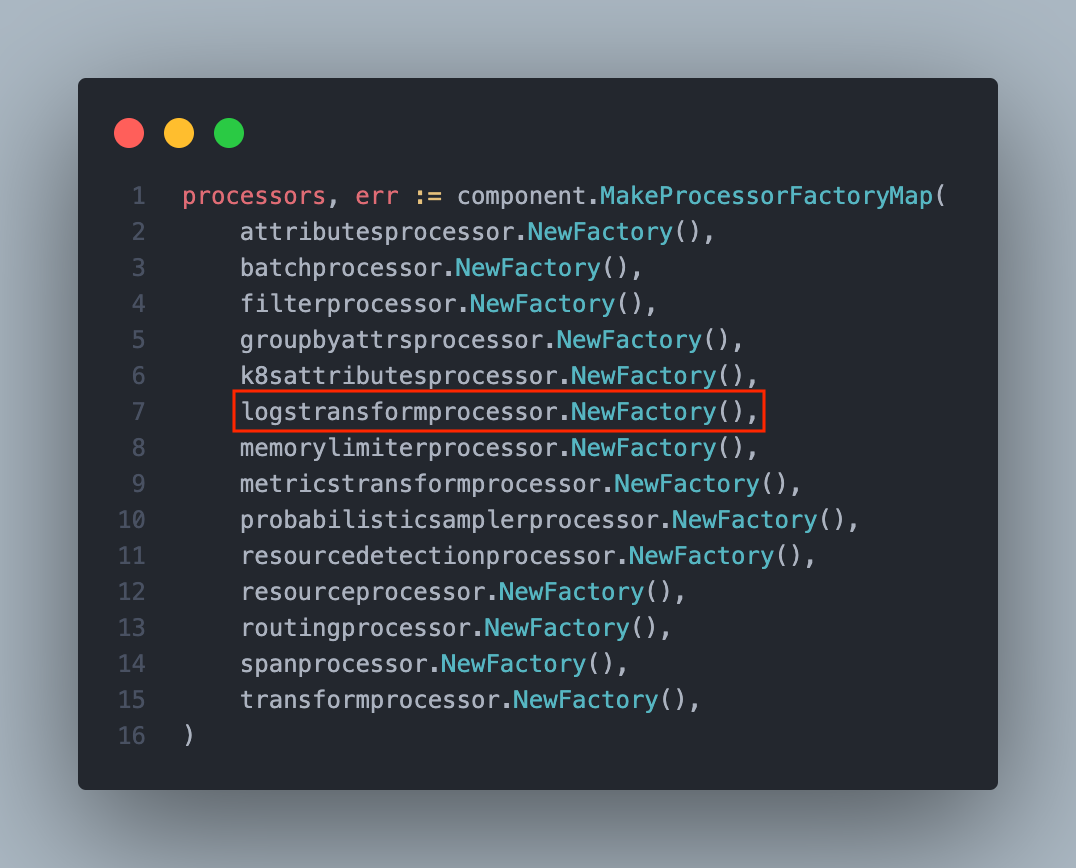 1 processors, err := component.MakeProcessorFactoryMap(
2     attributesprocessor.NewFactory(),
3     batchprocessor.NewFactory(),
4     filterprocessor.NewFactory(),
5     groupbyattrsprocessor.NewFactory(),
6     k8sattributesprocessor.NewFactory(),
7     logstransformprocessor.NewFactory(),
8     memorylimiterprocessor.NewFactory(),
9     metricstransformprocessor.NewFactory(),
10     probabilisticsamplerprocessor.NewFactory(),
11     resourcedetectionprocessor.NewFactory(),
12     resourceprocessor.NewFactory(),
13     routingprocessor.NewFactory(),
14     spanprocessor.NewFactory(),
15     transformprocessor.NewFactory(),
16 )